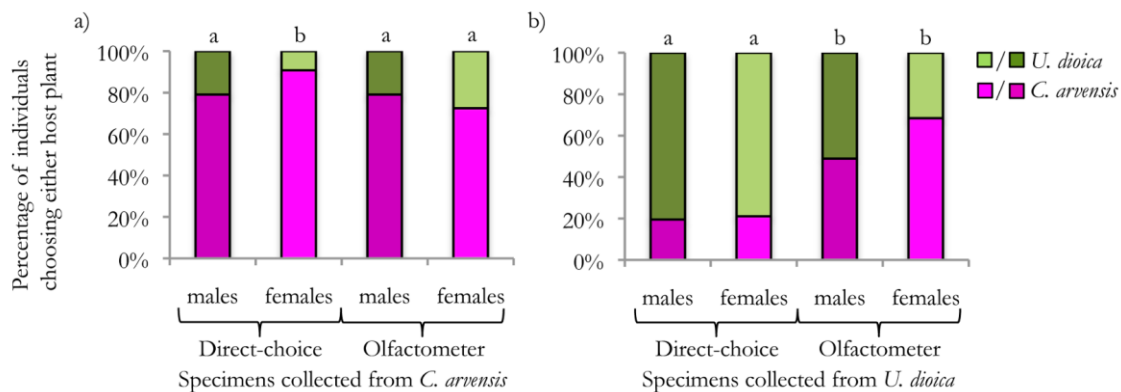 a)
a b a a
100%
80%
60%
40%
20%
0%
Percentage of individuals
choosing either host plant
males females males females
Direct-choice Olfactometer
Specimens collected from C. arvensis
b)
a a b b
100%
80%
60%
40%
20%
0%
males females males females
Direct-choice Olfactometer
Specimens collected from U. dioica
/ U. dioica
/ C. arvensis